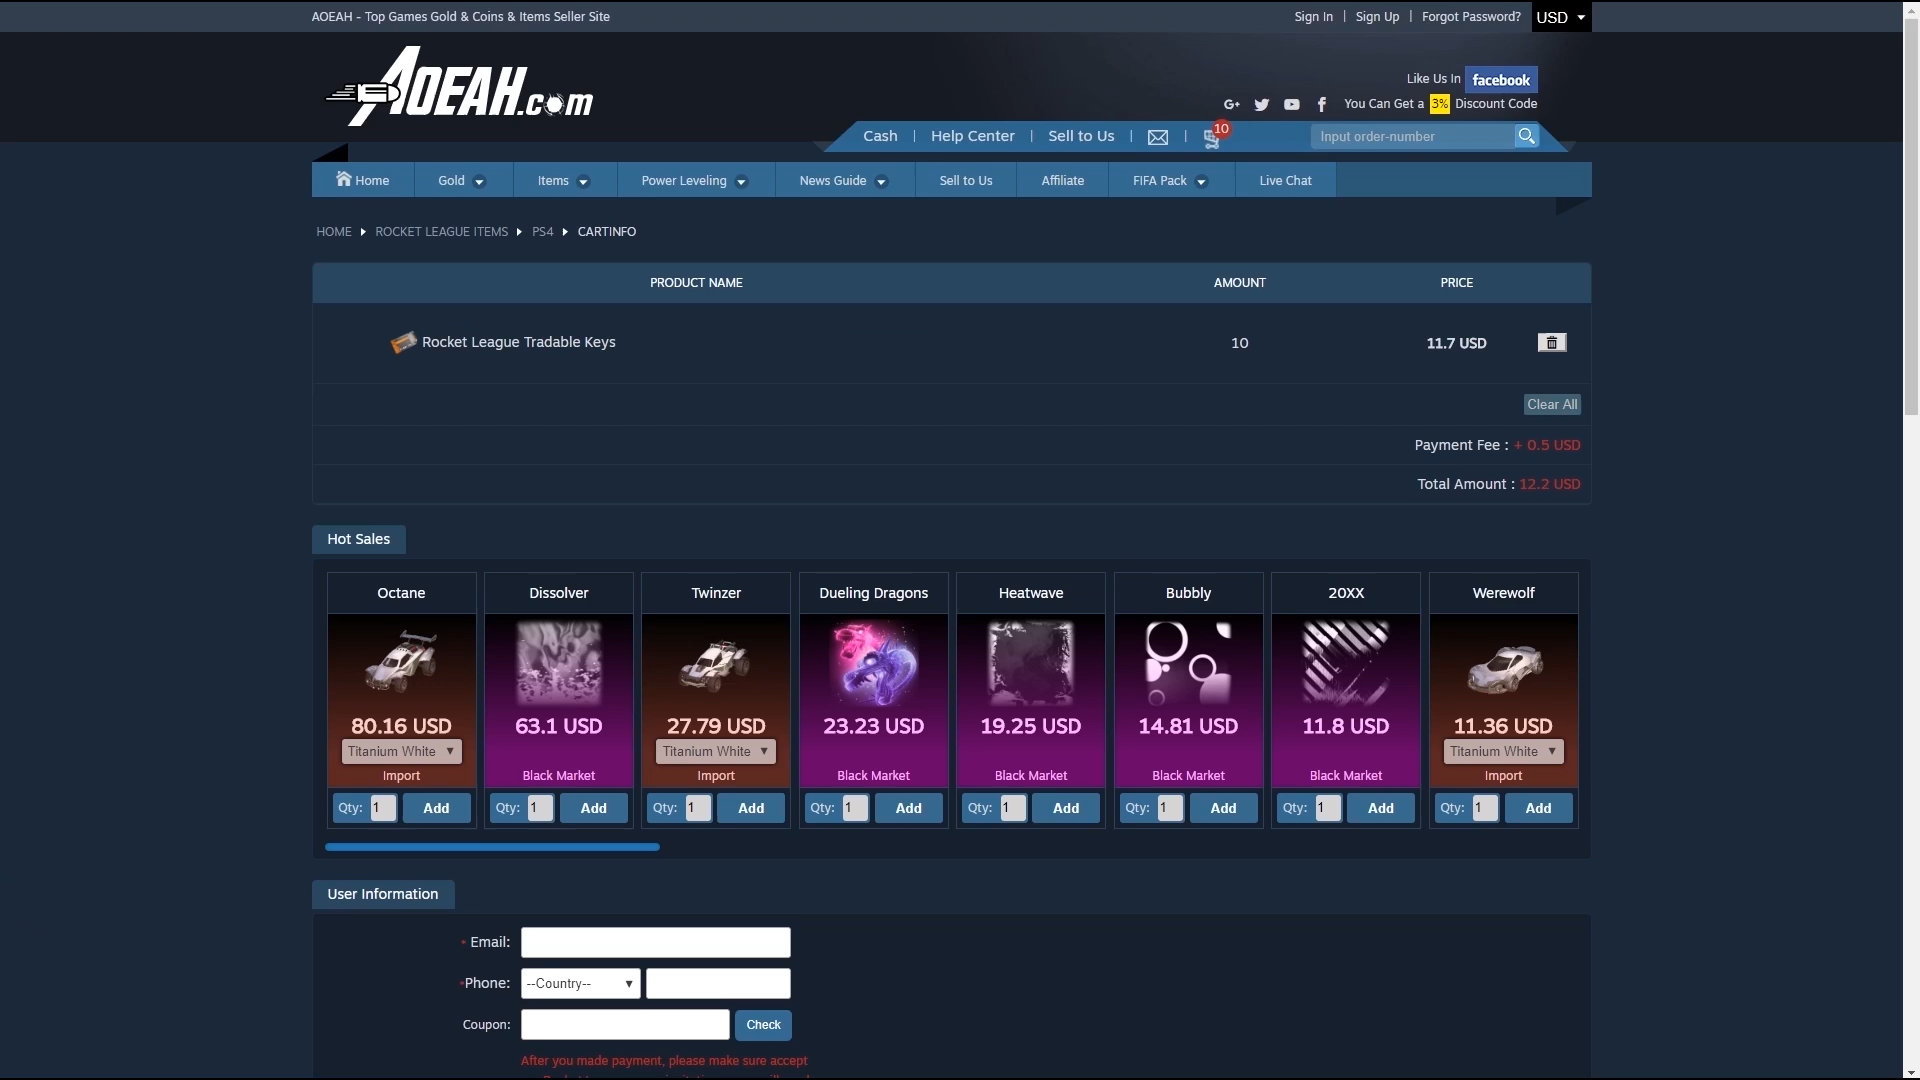 AOEAH - Top Games Gold & Coins & Items Seller Site
Sign In | Sign Up | Forgot Password? USD
AOEAH.com
Like Us In facebook
You Can Get a 3% Discount Code
Cash | Help Center | Sell to Us | | 10 Input order-number
Home Gold Items Power Leveling News Guide Sell to Us Affiliate FIFA Pack Live Chat
HOME ROCKET LEAGUE ITEMS PS4 CARTINFO
PRODUCT NAME AMOUNT PRICE
Rocket League Tradable Keys 10 11.7 USD
Clear All
Payment Fee : + 0.5 USD
Total Amount : 12.2 USD
Hot Sales
Octane Dissolver Twinzer Dueling Dragons Heatwave Bubbly 20XX Werewolf
80.16 USD 63.1 USD 27.79 USD 23.23 USD 19.25 USD 14.81 USD 11.8 USD 11.36 USD
Titanium White Titanium White Titanium White
Import Black Market Import Black Market Black Market Black Market Black Market Import
Qty: 1 Add Qty: 1 Add Qty: 1 Add Qty: 1 Add Qty: 1 Add Qty: 1 Add Qty: 1 Add Qty: 1 Add
User Information
* Email:
*Phone: --Country--
Coupon: Check
After you made payment, please make sure accept